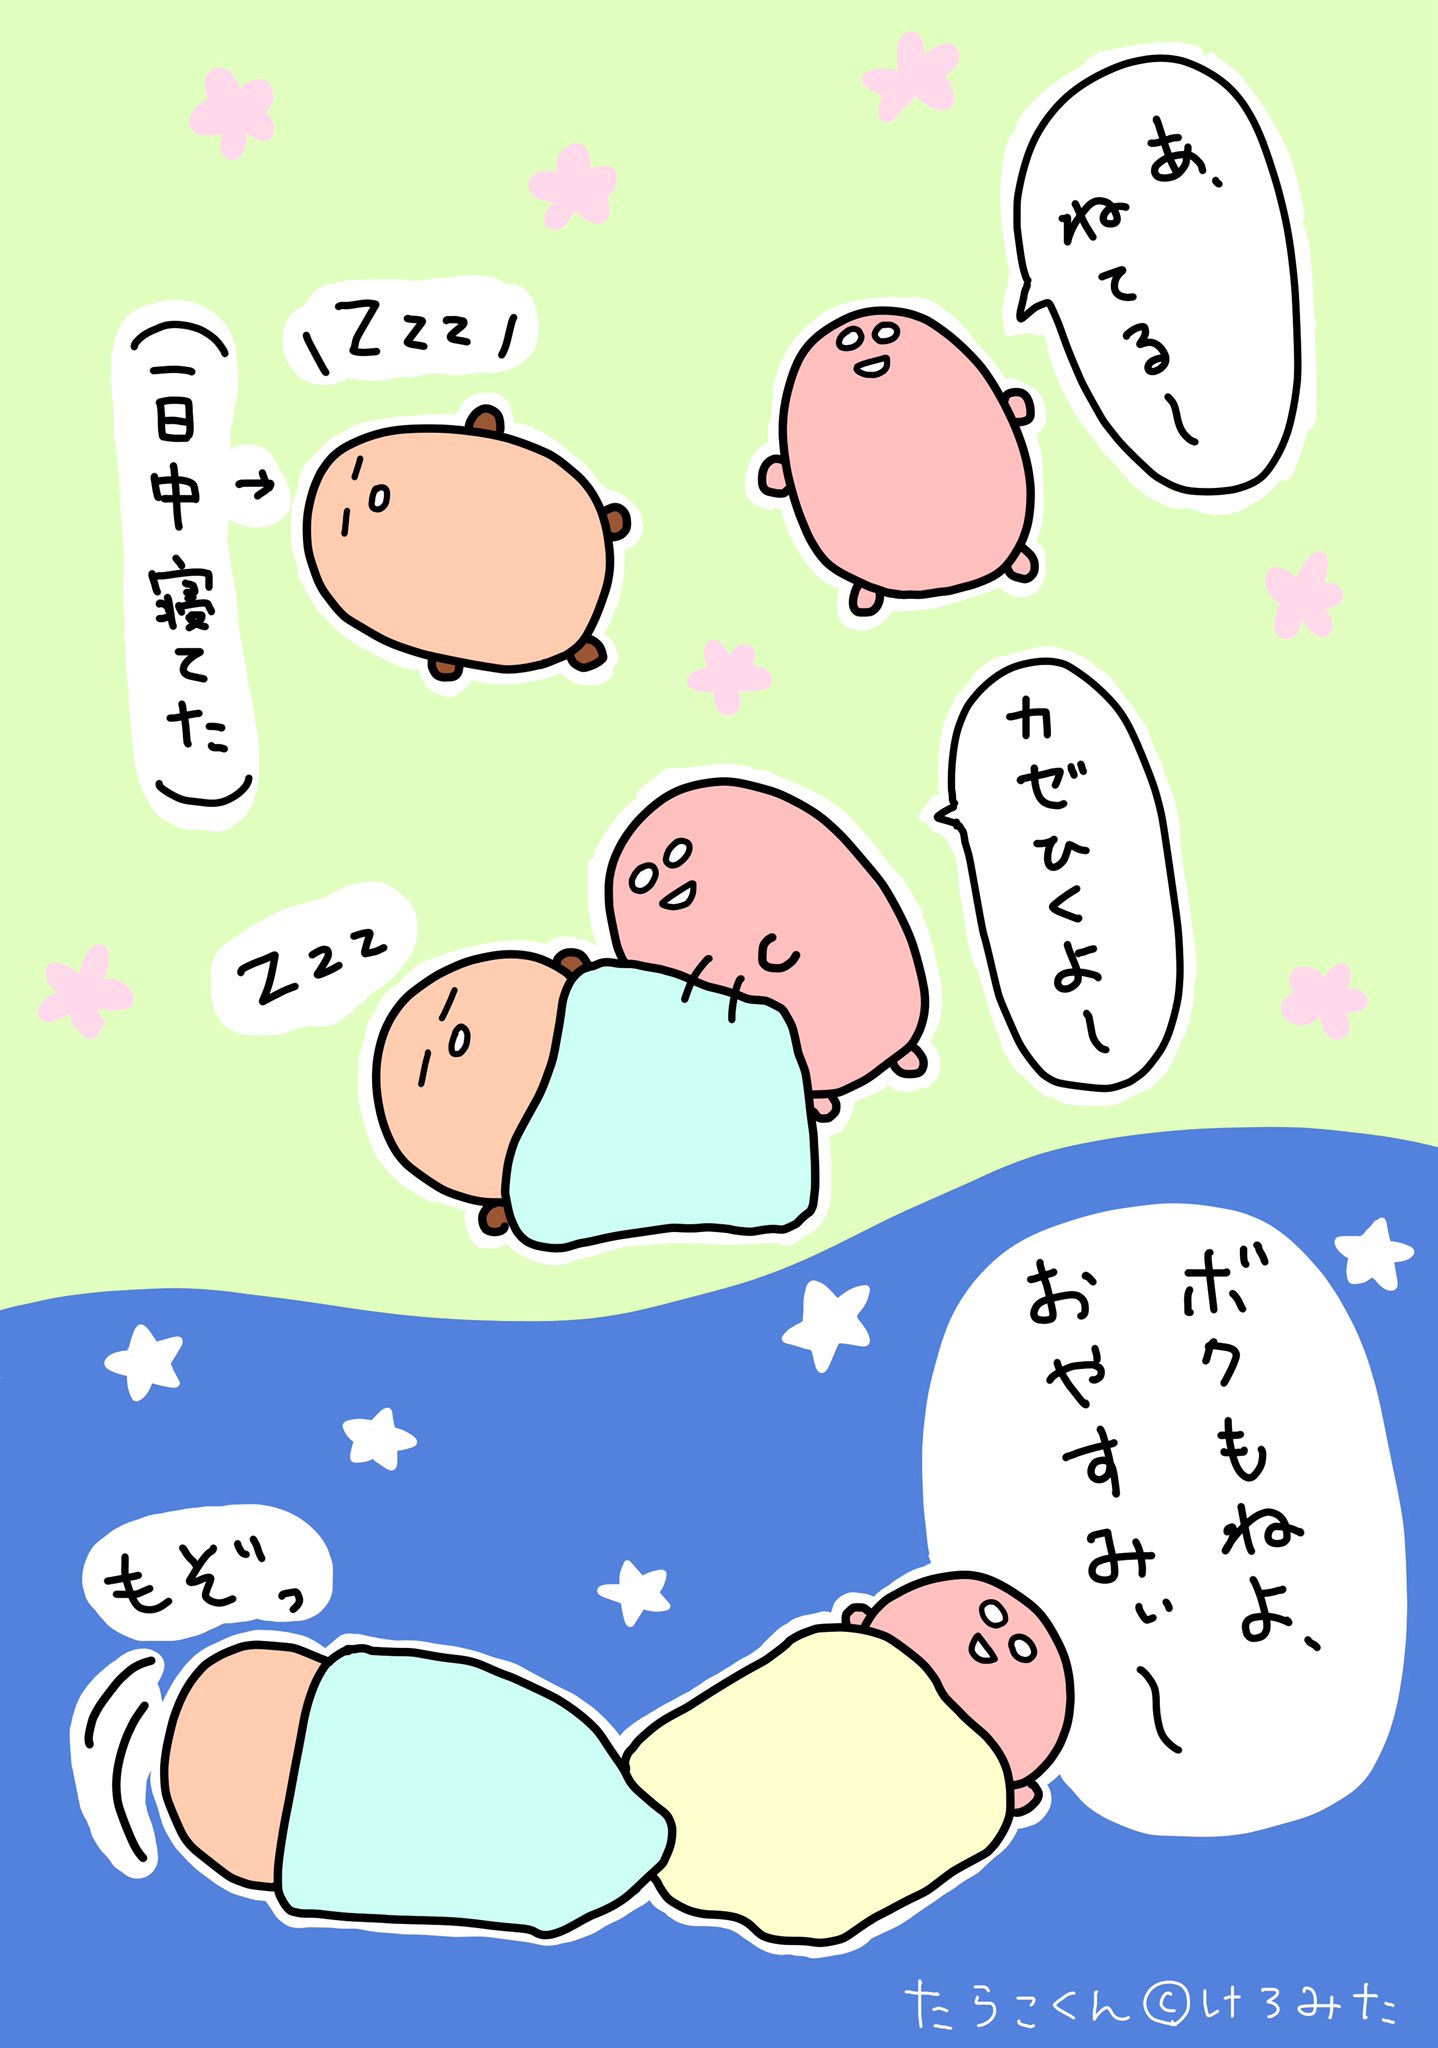 あ、
ねてる〜
\Zzz/
(一日中寝てた)
→
カゼひくよ〜
Zzz
ボクもねよ、
おやすみぃ〜
もぞっ
たらこくん©けろみた